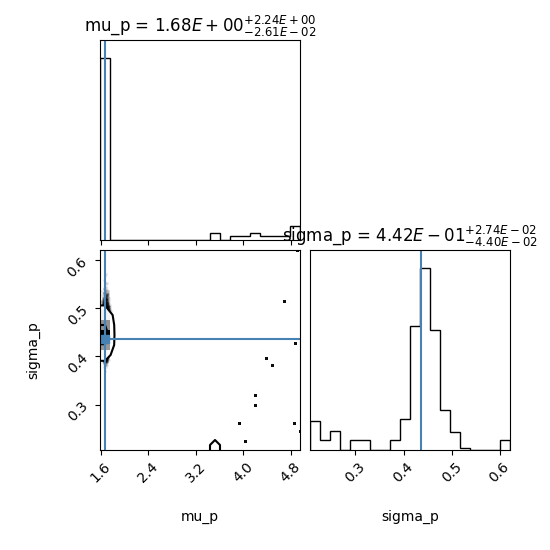 mu_p = 1.68E + 00+2.24E + 00 −2.61E − 02
sigma_p = 4.42E − 01+2.74E − 02 −4.40E − 02
0.6
0.5
0.4
0.3
sigma_p
1.6 2.4 3.2 4.0 4.8
0.3 0.4 0.5 0.6
mu_p
sigma_p